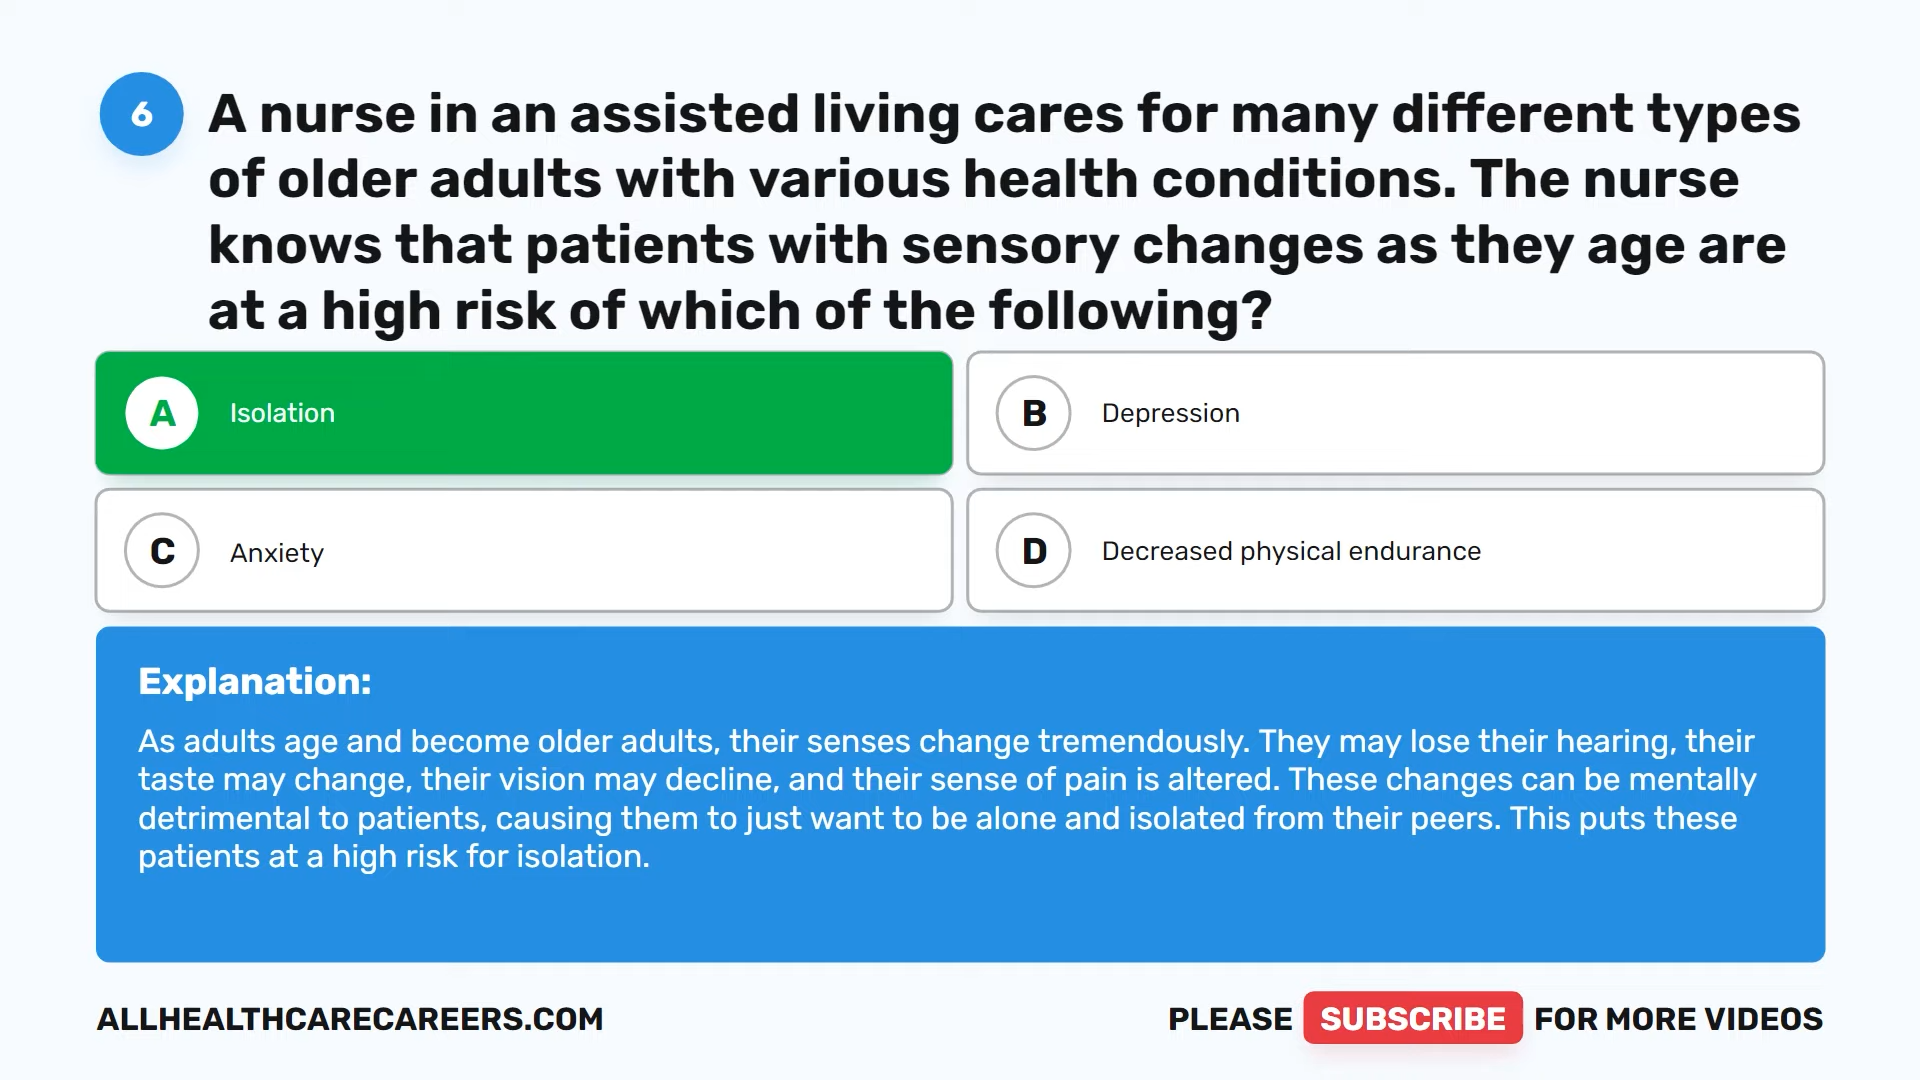 6
A nurse in an assisted living cares for many different types
of older adults with various health conditions. The nurse
knows that patients with sensory changes as they age are
at a high risk of which of the following?
A Isolation
B Depression
C Anxiety
D Decreased physical endurance
Explanation:
As adults age and become older adults, their senses change tremendously. They may lose their hearing, their
taste may change, their vision may decline, and their sense of pain is altered. These changes can be mentally
detrimental to patients, causing them to just want to be alone and isolated from their peers. This puts these
patients at a high risk for isolation.
ALLHEALTHCARECAREERS.COM
PLEASE SUBSCRIBE FOR MORE VIDEOS